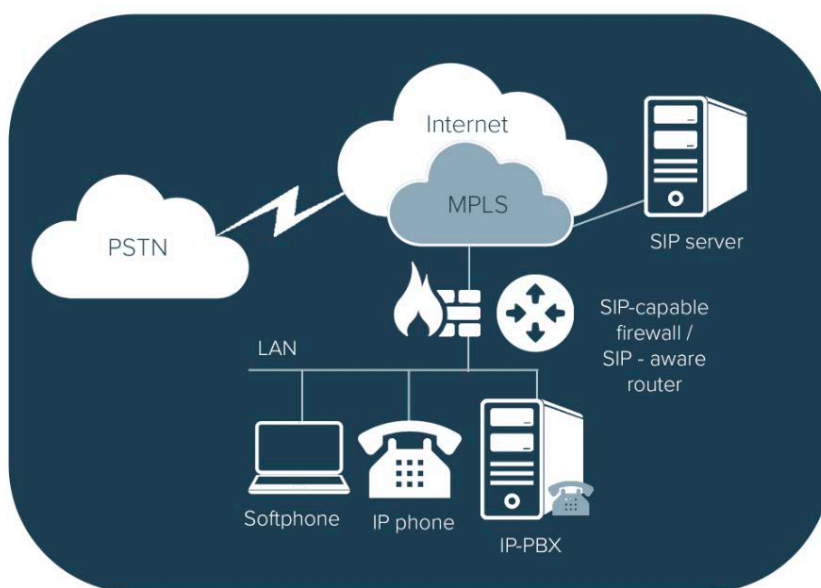 Internet
MPLS
PSTN
SIP server
SIP-capable
firewall /
SIP - aware
router
LAN
Softphone
IP phone
IP-PBX